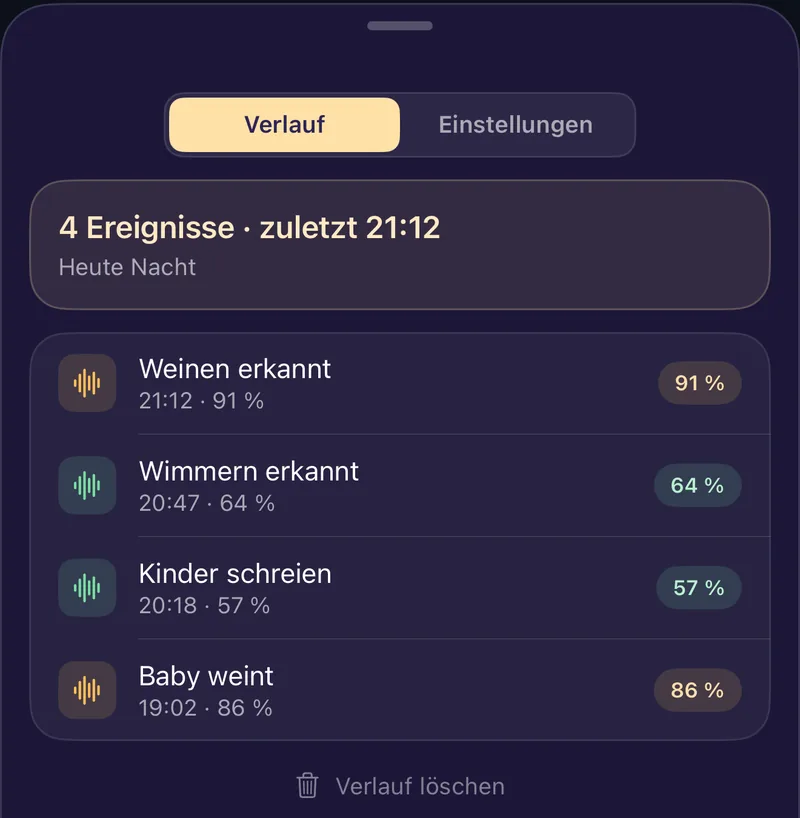 Verlauf
Einstellungen
4 Ereignisse · zuletzt 21:12
Heute Nacht
Weinen erkannt
21:12 · 91 %
91 %
Wimmern erkannt
20:47 · 64 %
64 %
Kinder schreien
20:18 · 57 %
57 %
Baby weint
19:02 · 86 %
86 %
Verlauf löschen